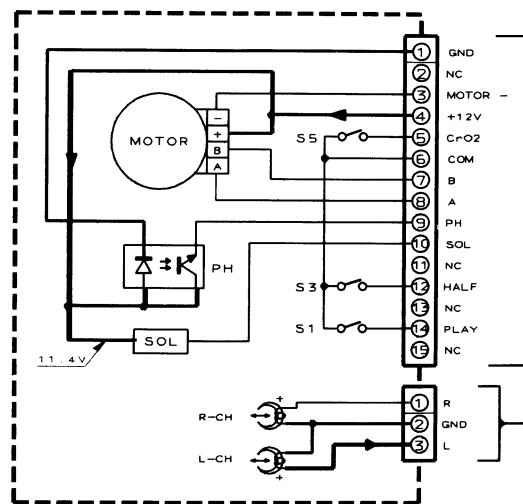 1 GND
2 NC
3 MOTOR -
4 +12V
S5 5 CrO2
6 COM
7 B
8 A
9 PH
10 SOL
11 NC
S3 12 HALF
13 NC
S1 14 PLAY
15 NC
MOTOR
-
+
B
A
PH
SOL
11.4V
R-CH +
L-CH +
1 R
2 GND
3 L